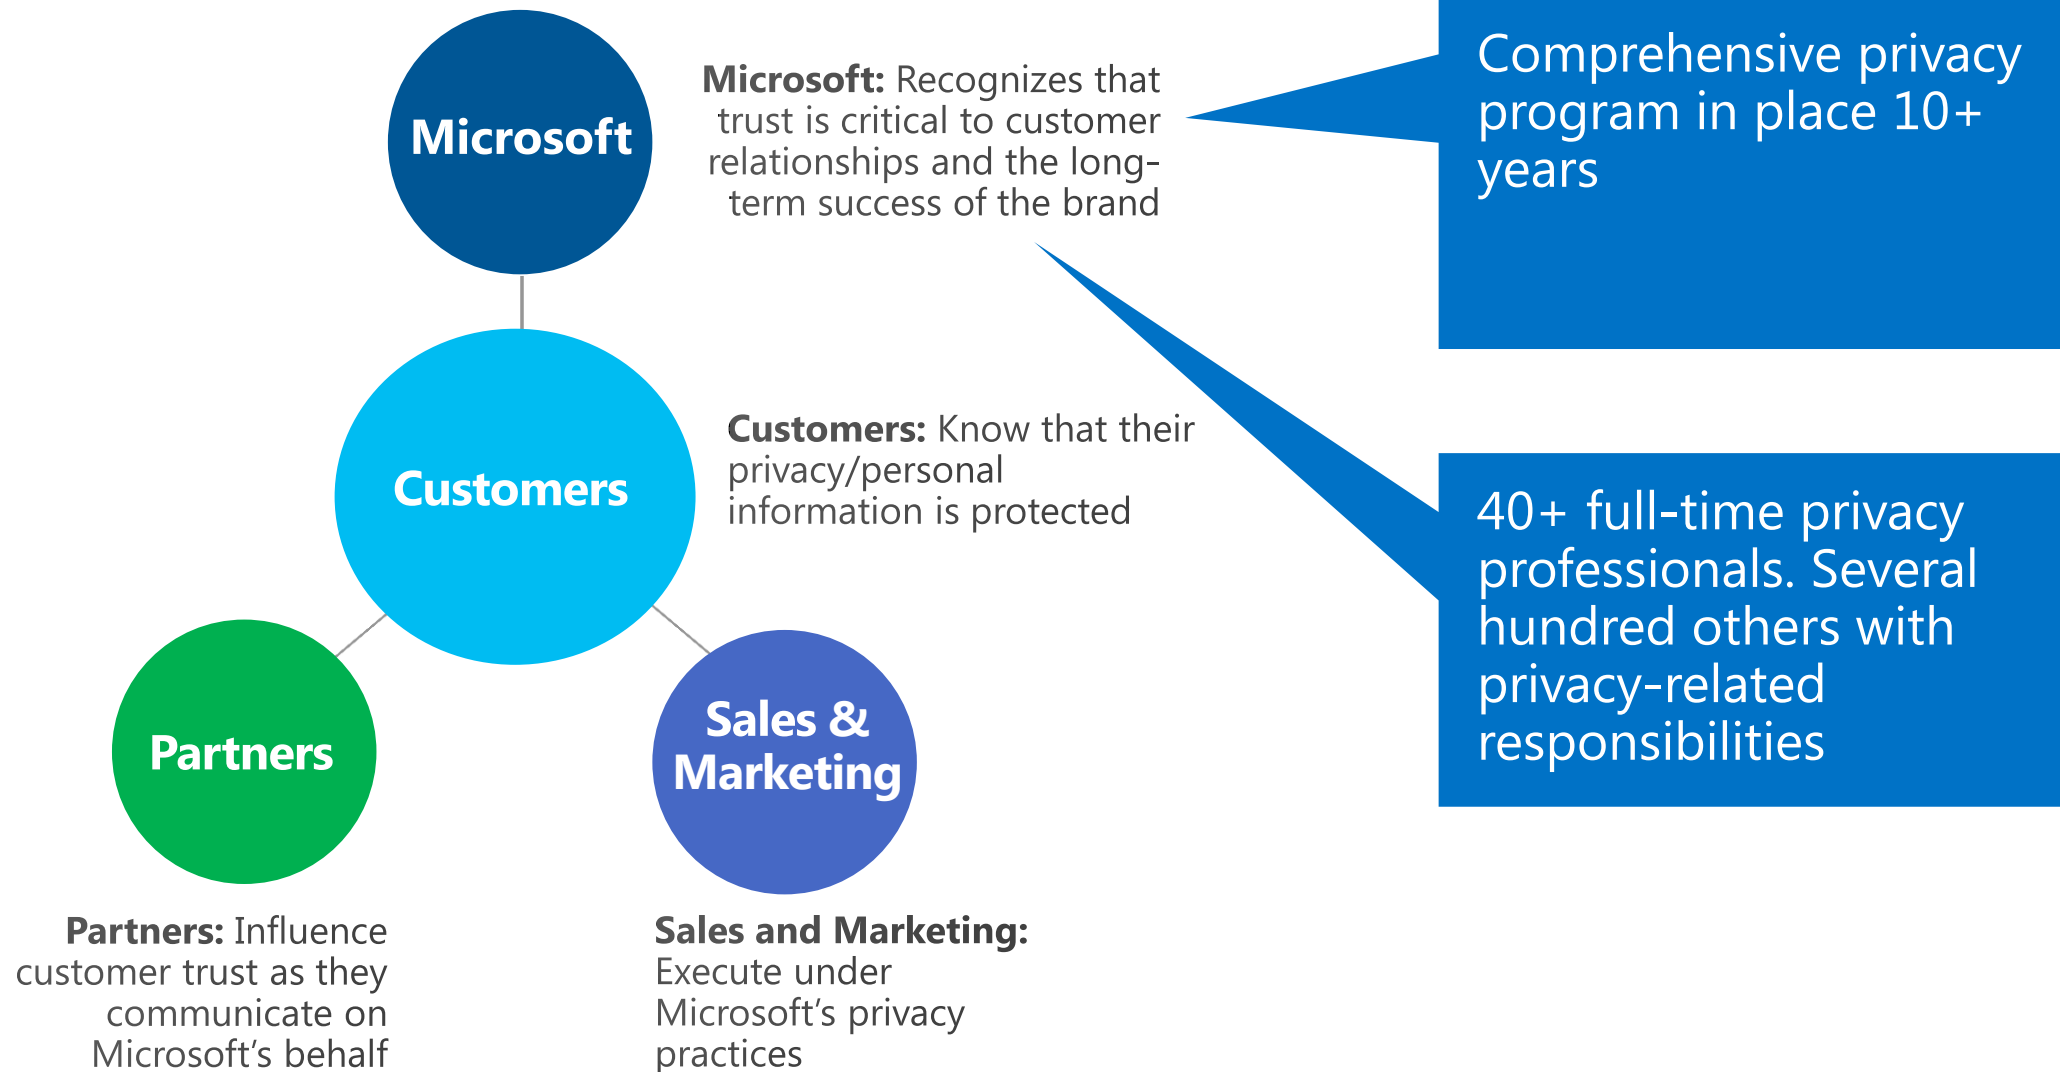 Microsoft
Microsoft: Recognizes that
trust is critical to customer
relationships and the long-
term success of the brand
Comprehensive privacy
program in place 10+
years
Customers
Customers: Know that their
privacy/personal
information is protected
40+ full-time privacy
professionals. Several
hundred others with
privacy-related
responsibilities
Partners
Sales &
Marketing
Partners: Influence
customer trust as they
communicate on
Microsoft’s behalf
Sales and Marketing:
Execute under
Microsoft’s privacy
practices